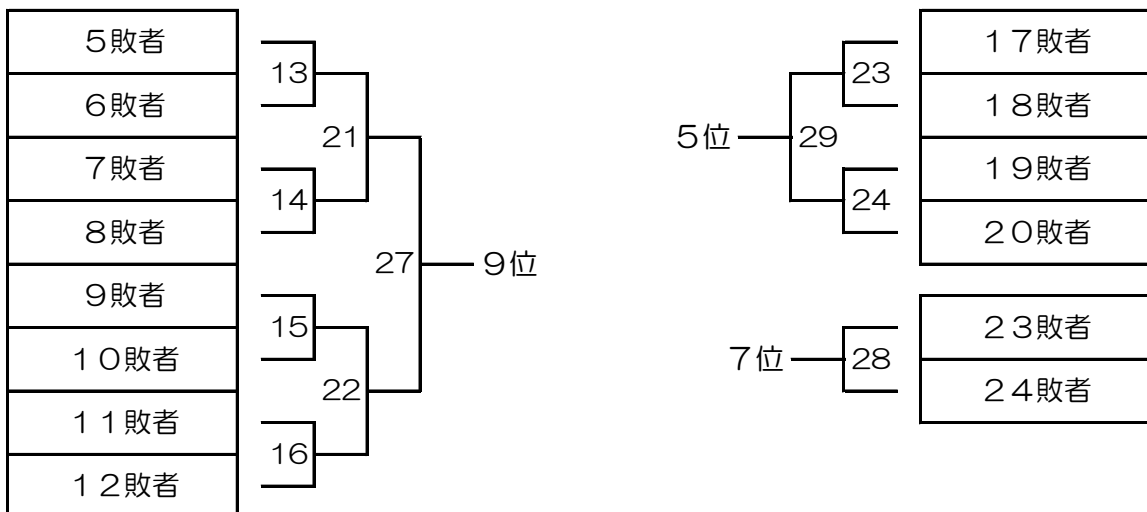 ５敗者
６敗者
７敗者
８敗者
９敗者
１０敗者
１１敗者
１２敗者
13
14
15
16
21
22
27
９位
１７敗者
１８敗者
１９敗者
２０敗者
23
24
29
５位
２３敗者
２４敗者
28
７位